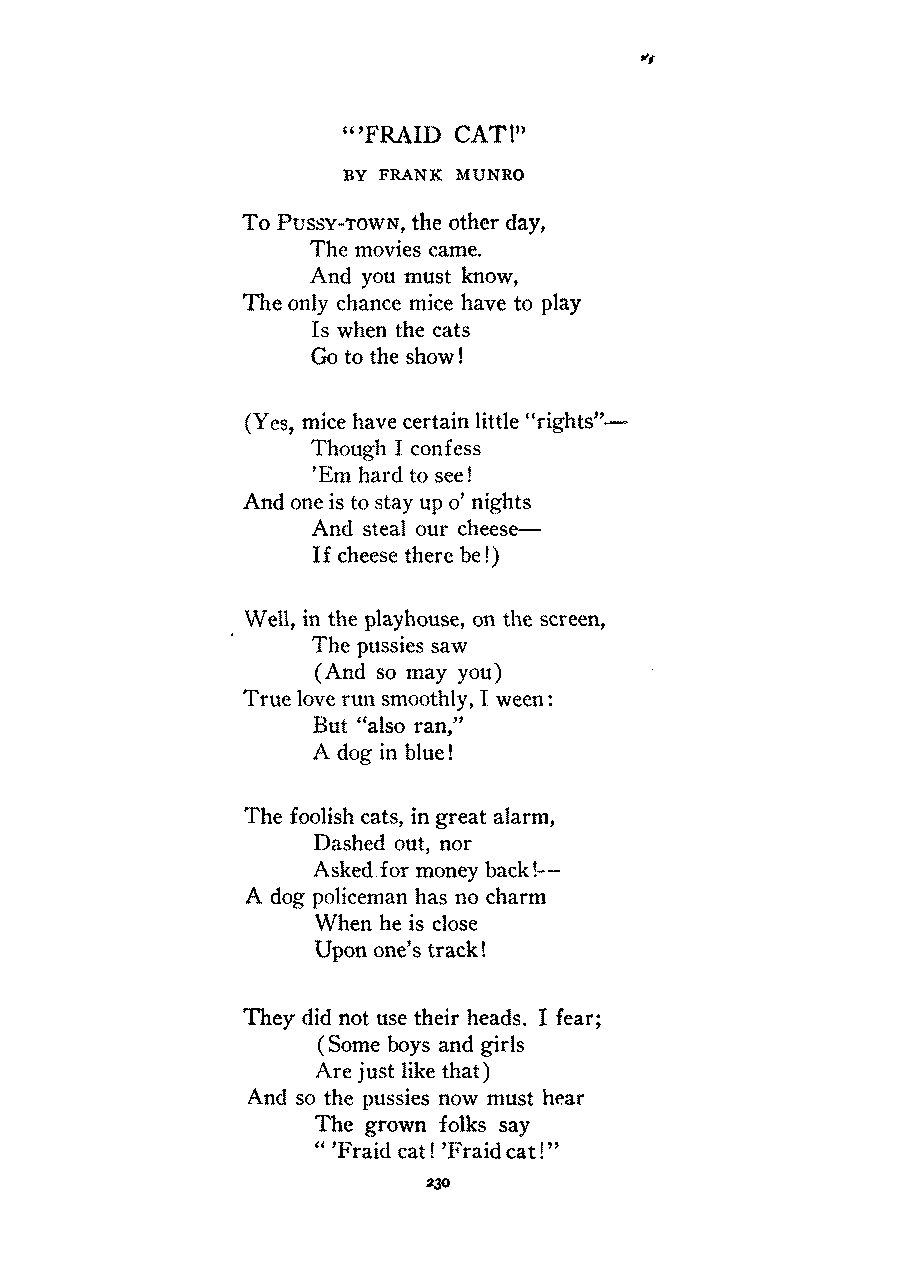 “’FRAID CAT!”
BY FRANK MUNRO
To PUSSY-TOWN, the other day,
The movies came.
And you must know,
The only chance mice have to play
Is when the cats
Go to the show!
(Yes, mice have certain little “rights”—
Though I confess
’Em hard to see!
And one is to stay up o’ nights
And steal our cheese—
If cheese there be!)
Well, in the playhouse, on the screen,
The pussies saw
(And so may you)
True love run smoothly, I ween:
But “also ran,”
A dog in blue!
The foolish cats, in great alarm,
Dashed out, nor
Asked for money back!--
A dog policeman has no charm
When he is close
Upon one’s track!
They did not use their heads. I fear;
(Some boys and girls
Are just like that)
And so the pussies now must hear
The grown folks say
“ ’Fraid cat! ’Fraid cat!”
230